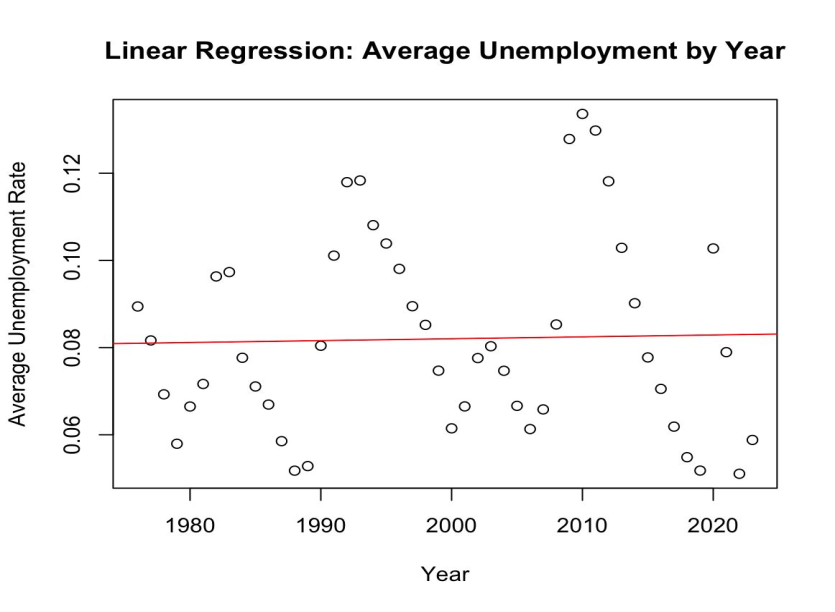 Linear Regression: Average Unemployment by Year
Average Unemployment Rate
0.12
0.10
0.08
0.06
1980 1990 2000 2010 2020
Year